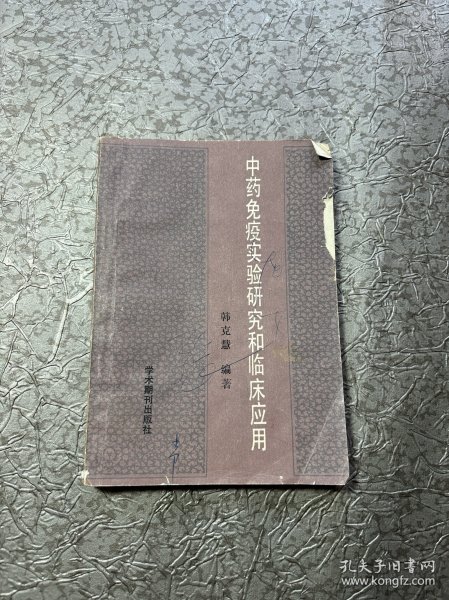 中药免疫实验研究和临床应用
韩克慧 编著
学术期刊出版社
孔夫子旧书网
www.kongfz.com